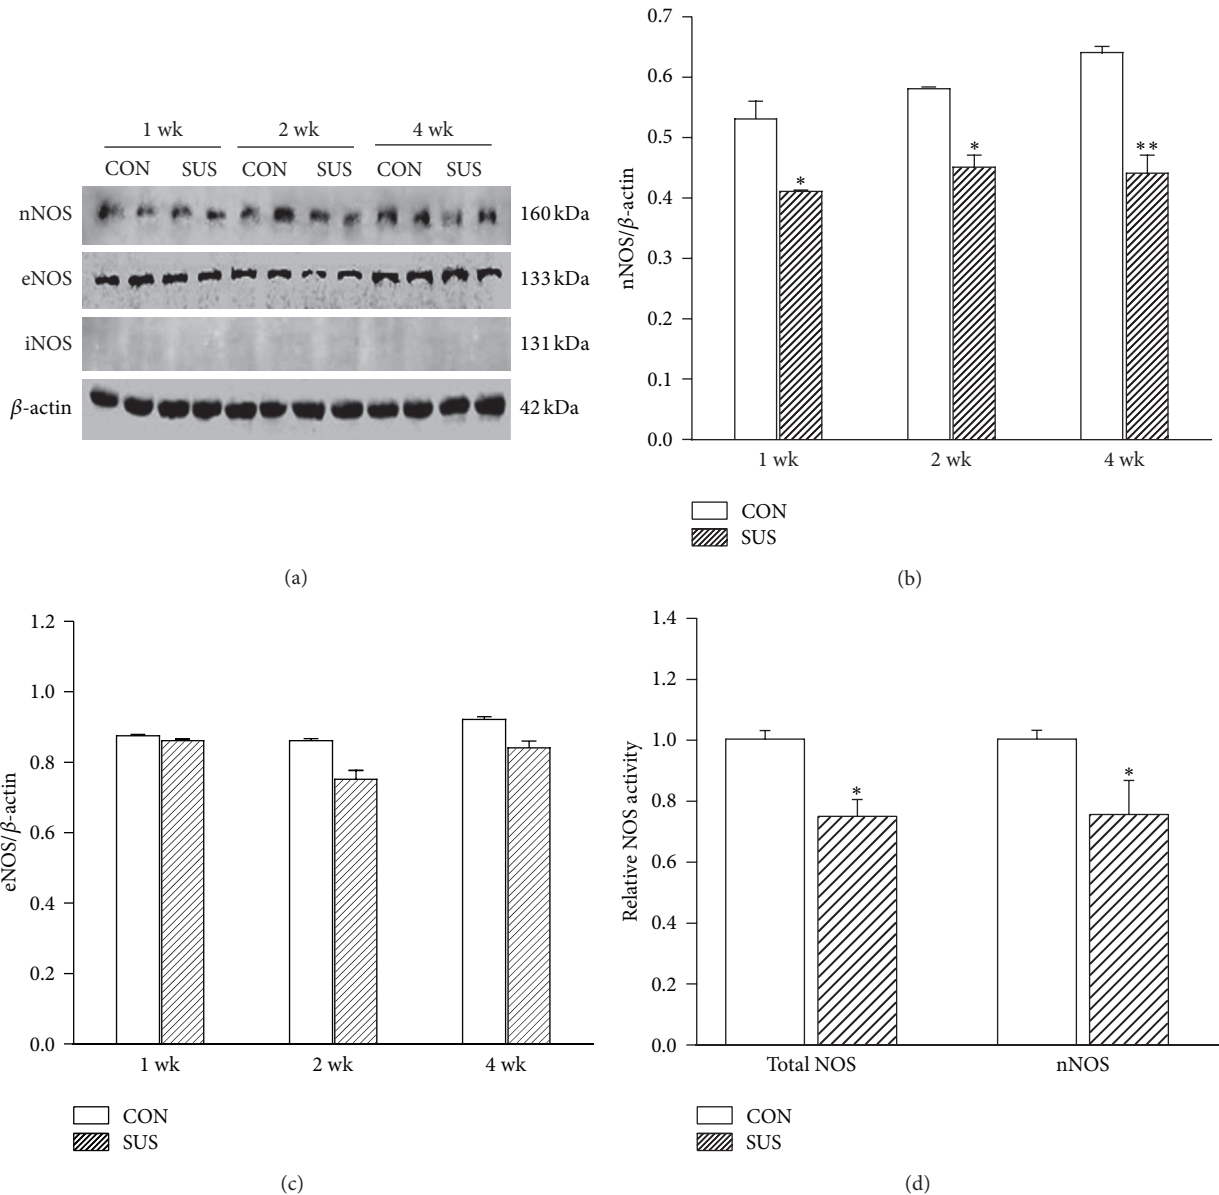 1 wk 2 wk 4 wk
CON SUS CON SUS CON SUS
nNOS 160 kDa
eNOS 133 kDa
iNOS 131 kDa
β-actin 42 kDa
(a)
nNOS/β-actin
0.7
0.6
0.5
0.4
0.3
0.2
0.1
0.0
*
*
**
1 wk 2 wk 4 wk
CON
SUS
(b)
eNOS/β-actin
1.2
1.0
0.8
0.6
0.4
0.2
0.0
1 wk 2 wk 4 wk
CON
SUS
(c)
Relative NOS activity
1.4
1.2
1.0
0.8
0.6
0.4
0.2
0.0
*
*
Total NOS nNOS
CON
SUS
(d)